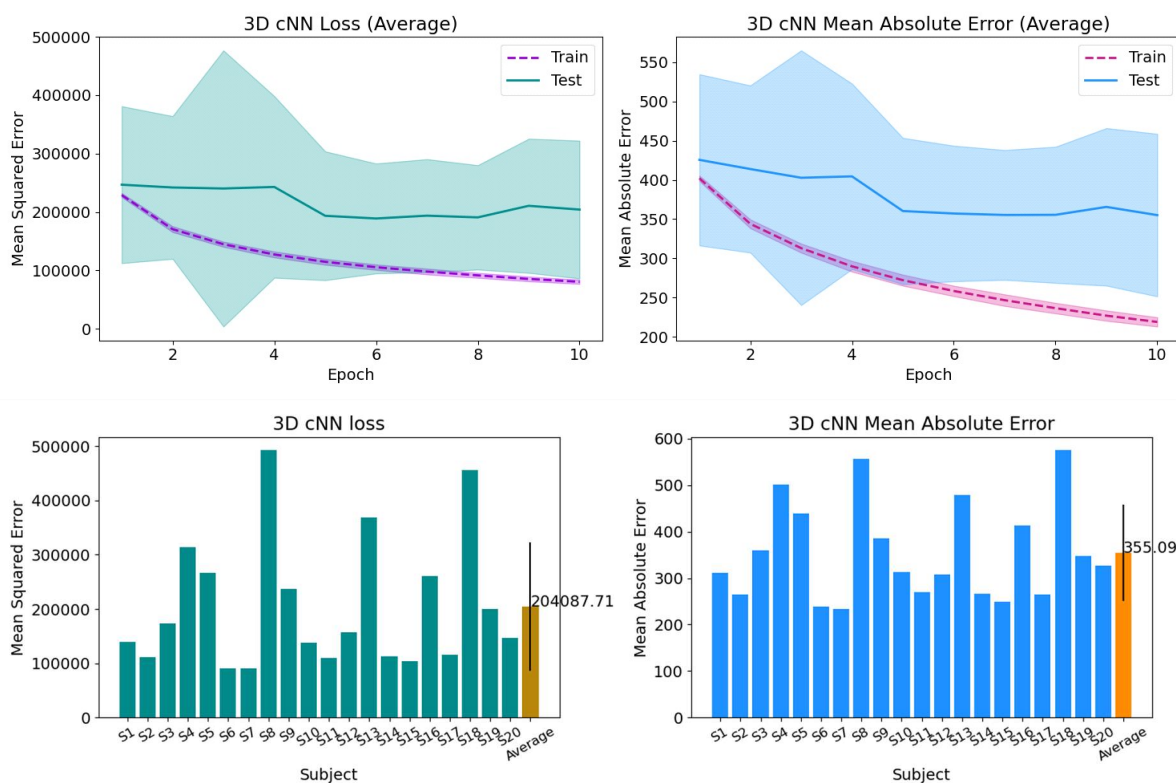 3D cNN Loss (Average)
Mean Squared Error
500000
400000
300000
200000
100000
0
Train
Test
2
4
6
8
10
Epoch
3D cNN Mean Absolute Error (Average)
Mean Absolute Error
550
500
450
400
350
300
250
200
Train
Test
2
4
6
8
10
Epoch
3D cNN loss
Mean Squared Error
500000
400000
300000
200000
100000
0
204087.71
S1
S2
S3
S4
S5
S6
S7
S8
S9
S10
S11
S12
S13
S14
S15
S16
S17
S18
S19
S20
Average
Subject
3D cNN Mean Absolute Error
Mean Absolute Error
600
500
400
300
200
100
0
355.09
S1
S2
S3
S4
S5
S6
S7
S8
S9
S10
S11
S12
S13
S14
S15
S16
S17
S18
S19
S20
Average
Subject